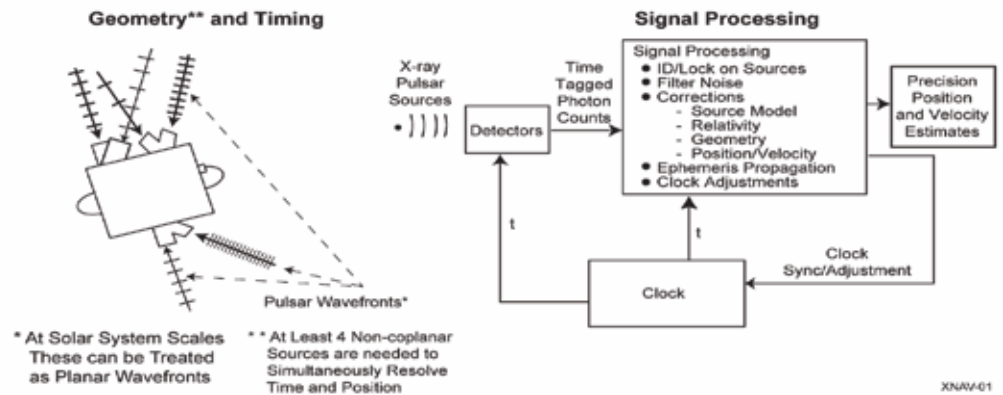 Geometry** and Timing
Pulsar Wavefronts*
* At Solar System Scales
These can be Treated
as Planar Wavefronts
** At Least 4 Non-coplanar
Sources are needed to
Simultaneously Resolve
Time and Position
Signal Processing
X-ray
Pulsar
Sources
Detectors
Time
Tagged
Photon
Counts
Signal Processing
● ID/Lock on Sources
● Filter Noise
● Corrections
- Source Model
- Relativity
- Geometry
- Position/Velocity
● Ephemeris Propagation
● Clock Adjustments
Precision
Position
and Velocity
Estimates
t
t
Clock
Clock
Sync/Adjustment
XNAV-01